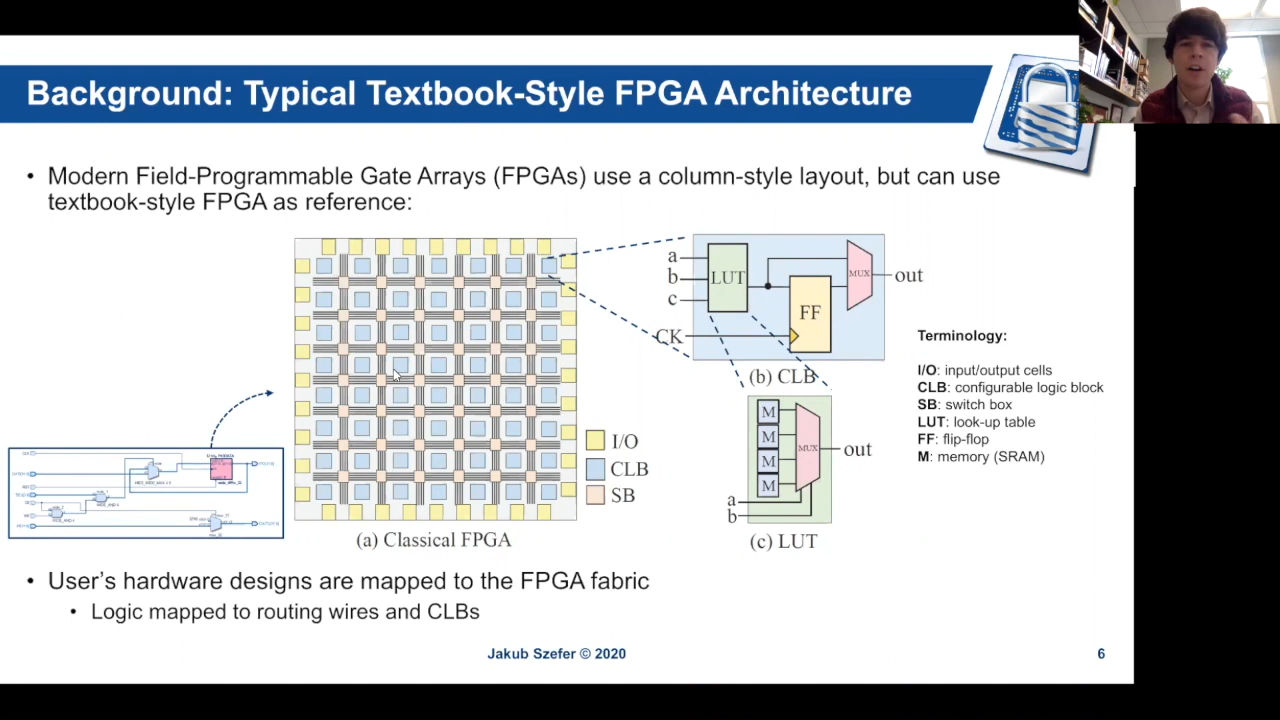 Background: Typical Textbook-Style FPGA Architecture
• Modern Field-Programmable Gate Arrays (FPGAs) use a column-style layout, but can use
textbook-style FPGA as reference:
I/O
CLB
SB
(a) Classical FPGA
a
b
c
CK
LUT
FF
MUX
out
(b) CLB
M
M
M
M
MUX
out
a
b
(c) LUT
Terminology:
I/O: input/output cells
CLB: configurable logic block
SB: switch box
LUT: look-up table
FF: flip-flop
M: memory (SRAM)
• User's hardware designs are mapped to the FPGA fabric
• Logic mapped to routing wires and CLBs
Jakub Szefer © 2020
6